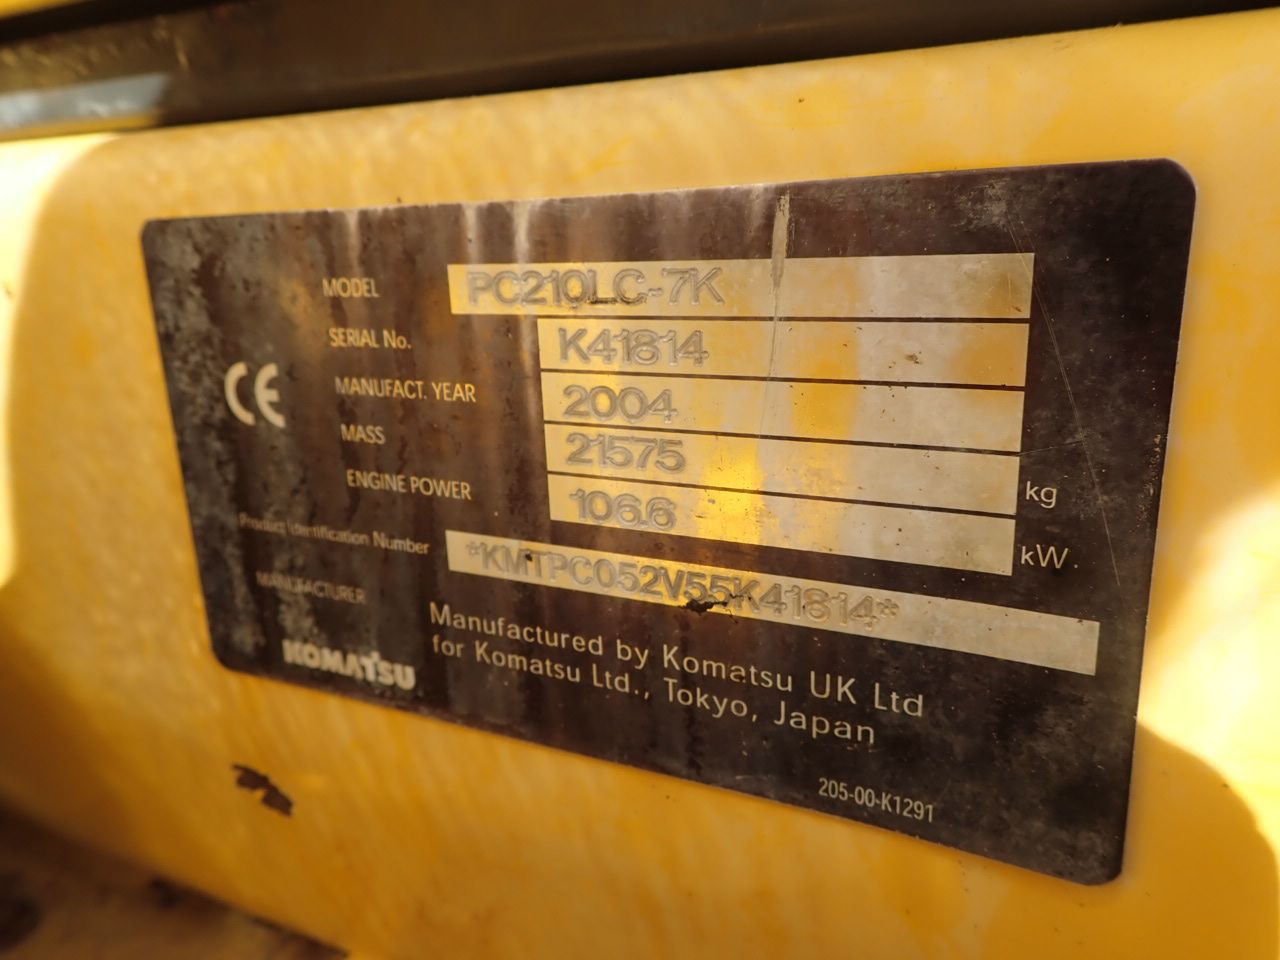 MODEL PC210LC-7K
SERIAL No. K41814
MANUFACT. YEAR 2004
MASS 21575 kg
ENGINE POWER 106.6 kW
Product Identification Number *KMTPC052V55K41814*
MANUFACTURER
CE
KOMATSU
Manufactured by Komatsu UK Ltd
for Komatsu Ltd., Tokyo, Japan
205-00-K1291